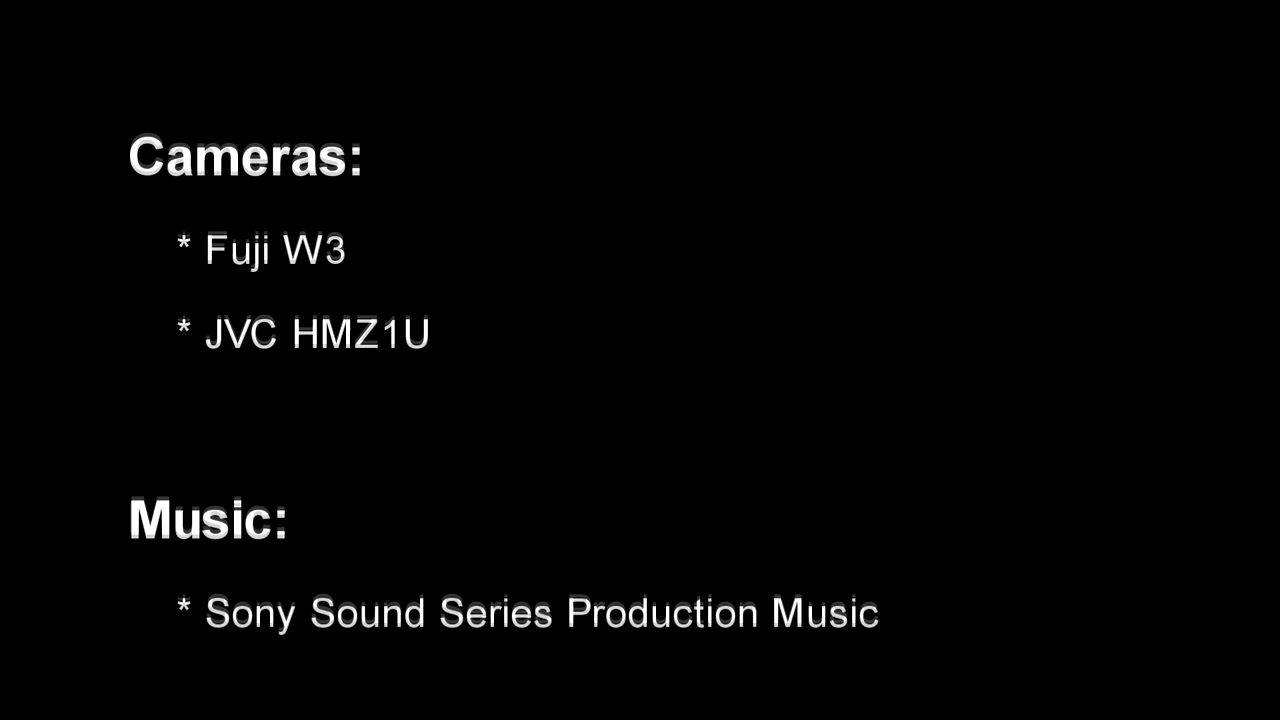 Cameras:
* Fuji W3
* JVC HMZ1U
Music:
* Sony Sound Series Production Music